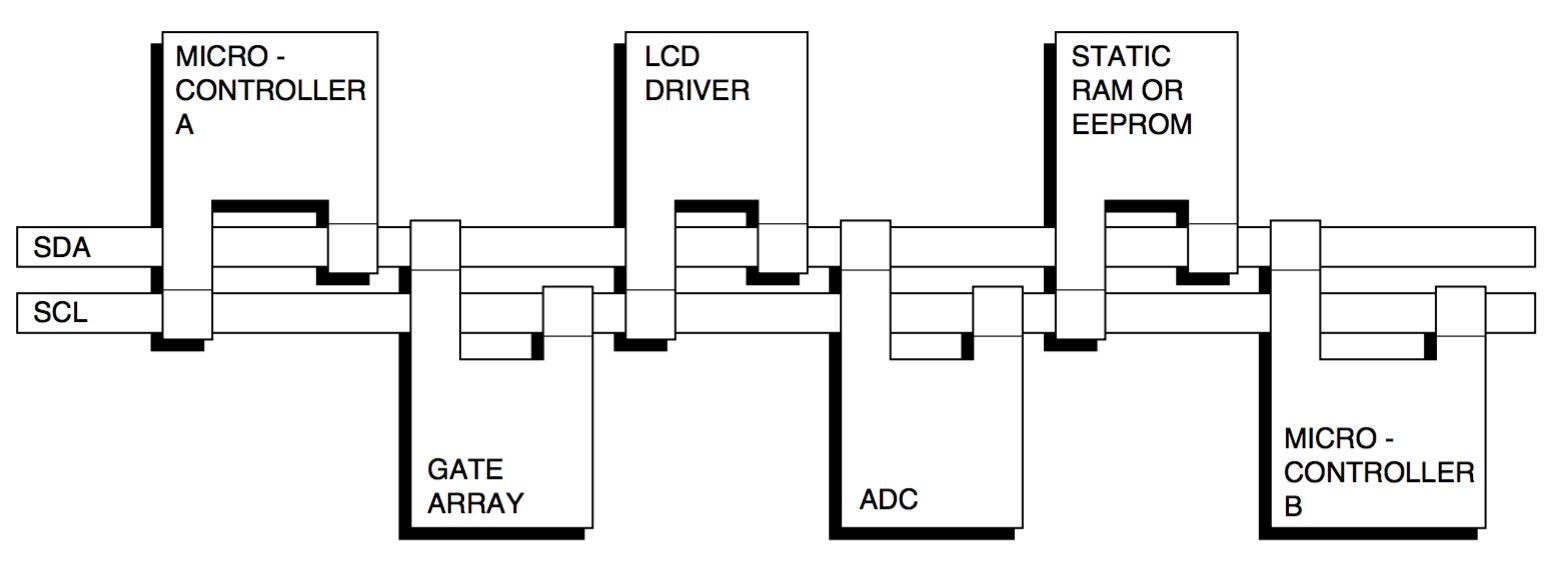 MICRO -
CONTROLLER
A
LCD
DRIVER
STATIC
RAM OR
EEPROM
SDA
SCL
GATE
ARRAY
ADC
MICRO -
CONTROLLER
B